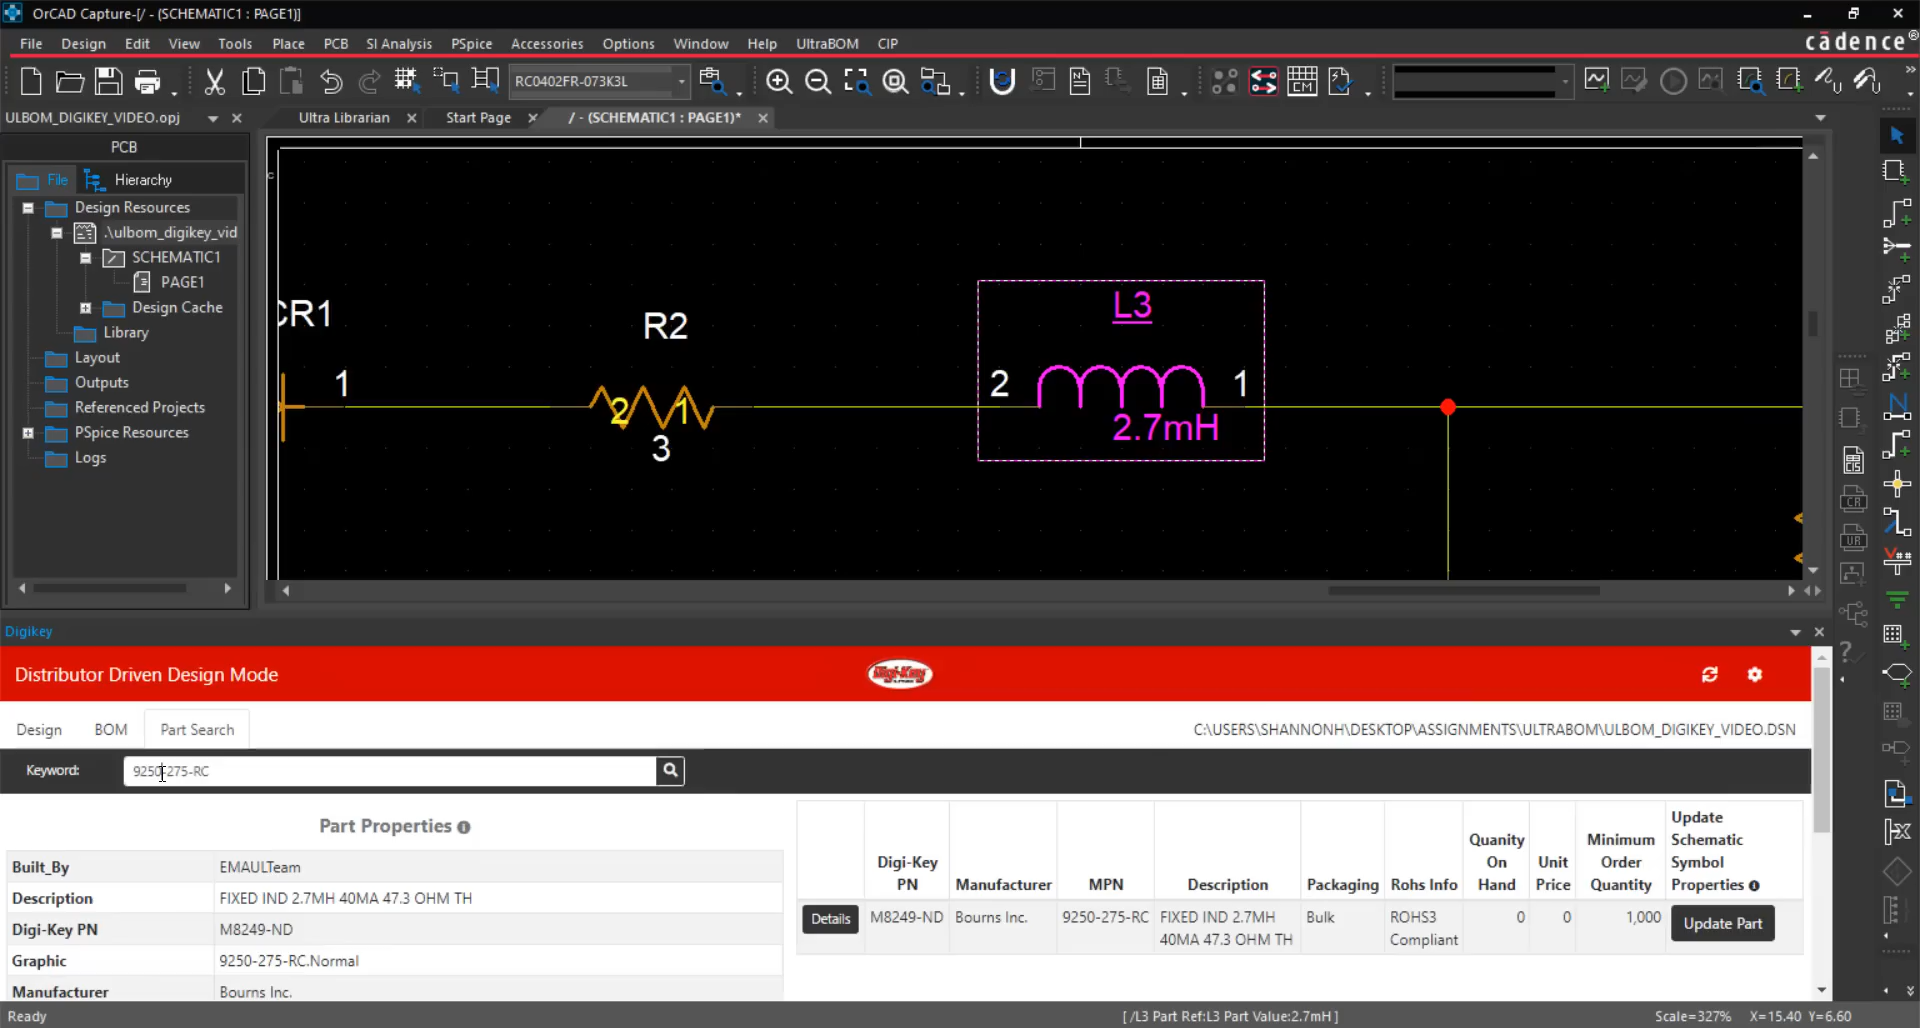 OrCAD Capture-[/ - (SCHEMATIC1 : PAGE1)]
File Design Edit View Tools Place PCB SI Analysis PSpice Accessories Options Window Help UltraBOM CIP
cādence®
RC0402FR-073K3L
ULBOM_DIGIKEY_VIDEO.opj
Ultra Librarian
Start Page
/ - (SCHEMATIC1 : PAGE1)*
PCB
File
Hierarchy
Design Resources
.\ulbom_digikey_vid
SCHEMATIC1
PAGE1
Design Cache
Library
Layout
Outputs
Referenced Projects
PSpice Resources
Logs
C
CR1
1
R2
2
1
3
L3
2
1
2.7mH
Digikey
Distributor Driven Design Mode
Digi-Key
Design
BOM
Part Search
C:\USERS\SHANNONH\DESKTOP\ASSIGNMENTS\ULTRABOM\ULBOM_DIGIKEY_VIDEO.DSN
Keyword:
9250-275-RC
Part Properties
Built_By EMAULTeam
Description FIXED IND 2.7MH 40MA 47.3 OHM TH
Digi-Key PN M8249-ND
Graphic 9250-275-RC.Normal
Manufacturer Bourns Inc.
Digi-Key
PN
Manufacturer
MPN
Description
Packaging
Rohs Info
Quanity
On
Hand
Unit
Price
Minimum
Order
Quantity
Update
Schematic
Symbol
Properties
Details
M8249-ND
Bourns Inc.
9250-275-RC
FIXED IND 2.7MH
40MA 47.3 OHM TH
Bulk
ROHS3
Compliant
0
0
1,000
Update Part
CM
N
CIS
CR
UR
Ready
[ /L3 Part Ref:L3 Part Value:2.7mH ]
Scale=327% X=15.40 Y=6.60